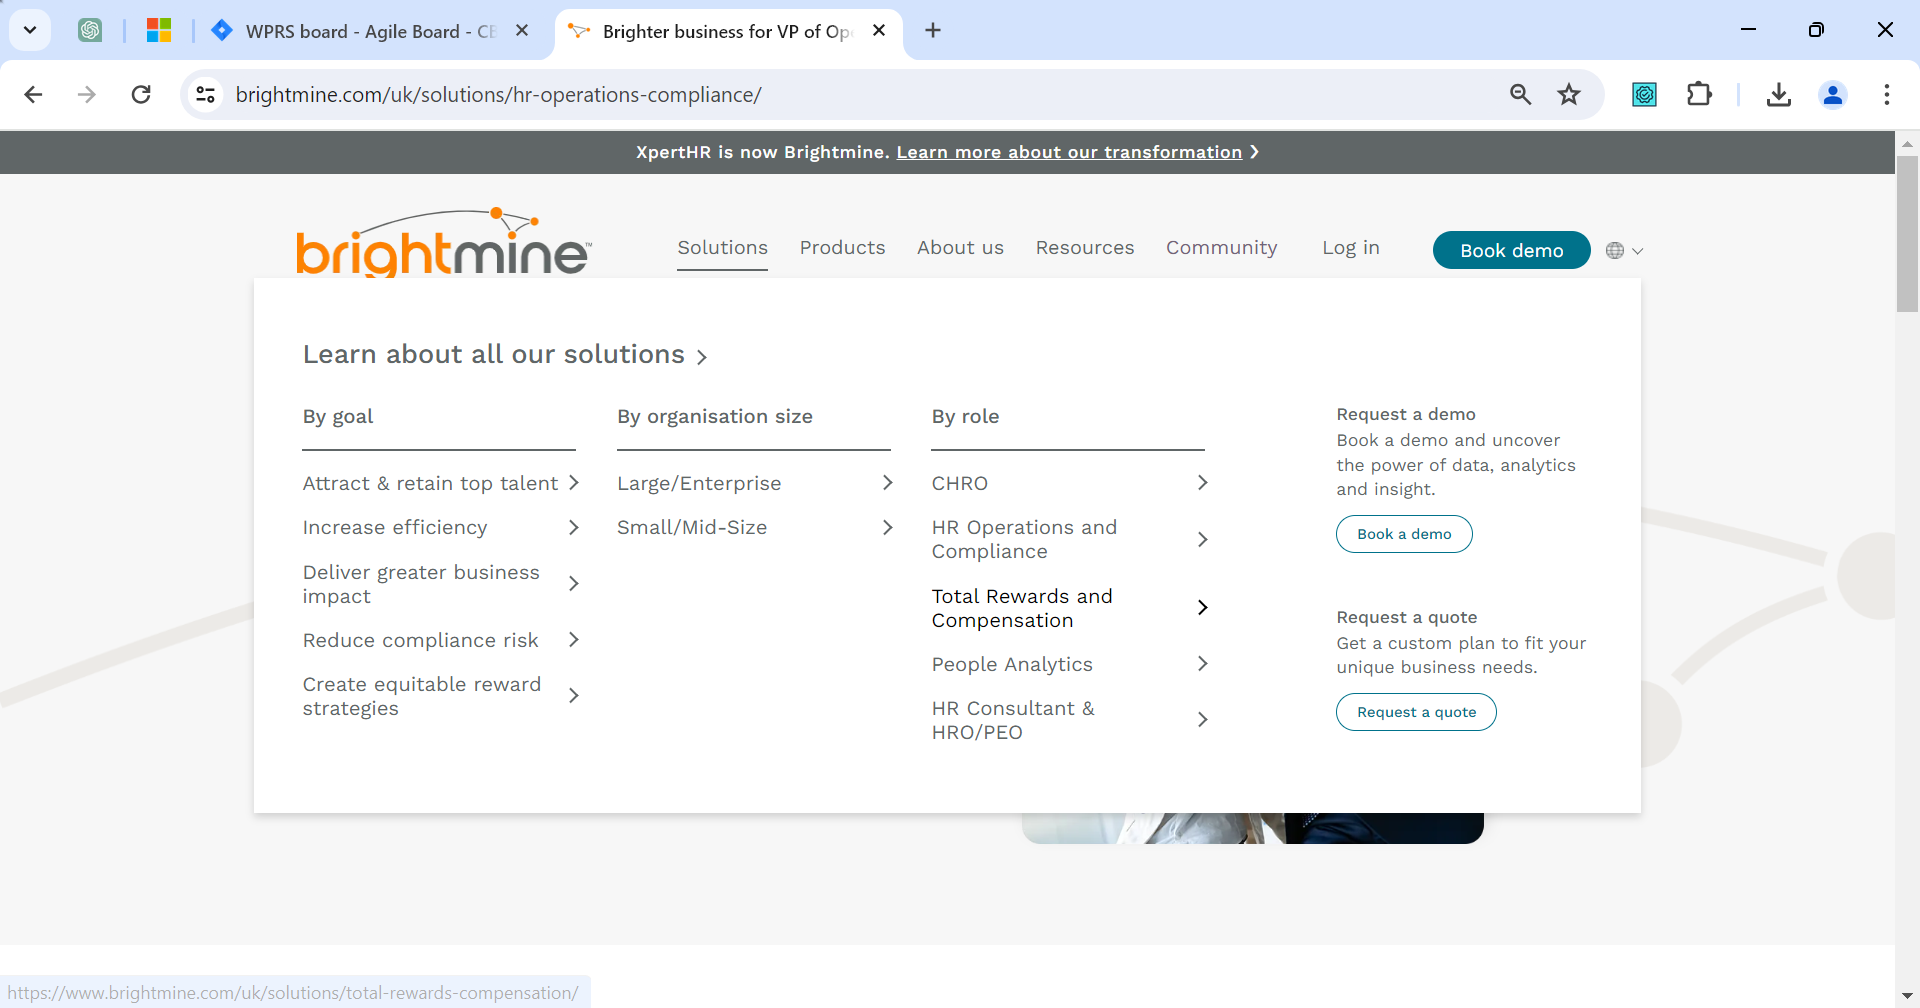 WPRS board - Agile Board - CB
Brighter business for VP of Op
brightmine.com/uk/solutions/hr-operations-compliance/
XpertHR is now Brightmine. Learn more about our transformation
brightmine™
Solutions
Products
About us
Resources
Community
Log in
Book demo
Learn about all our solutions
By goal
Attract & retain top talent
Increase efficiency
Deliver greater business
impact
Reduce compliance risk
Create equitable reward
strategies
By organisation size
Large/Enterprise
Small/Mid-Size
By role
CHRO
HR Operations and
Compliance
Total Rewards and
Compensation
People Analytics
HR Consultant &
HRO/PEO
Request a demo
Book a demo and uncover
the power of data, analytics
and insight.
Book a demo
Request a quote
Get a custom plan to fit your
unique business needs.
Request a quote
https://www.brightmine.com/uk/solutions/total-rewards-compensation/